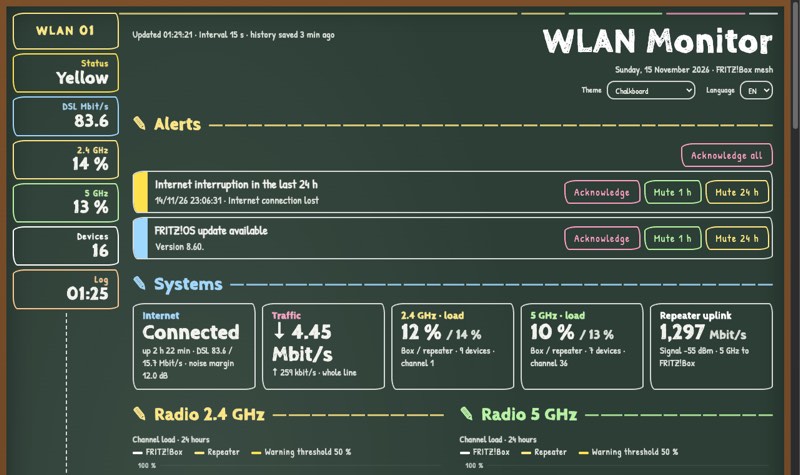 WLAN 01
Status
Yellow
DSL Mbit/s
83.6
2.4 GHz
14 %
5 GHz
13 %
Devices
16
Log
01:25
Updated 01:29:21 · interval 15 s · history saved 3 min ago
WLAN Monitor
Sunday, 15 November 2026 · FRITZ!Box mesh
Theme Chalkboard Language EN
Alerts
Acknowledge all
Internet interruption in the last 24 h
14/11/26 23:06:31 · Internet connection lost
Acknowledge Mute 1 h Mute 24 h
FRITZ!OS update available
Version 8.60.
Acknowledge Mute 1 h Mute 24 h
Systems
Internet
Connected
up 2 h 22 min · DSL 83.6 /
15.7 Mbit/s · noise margin
12.0 dB
Traffic
↓ 4.45
Mbit/s
↑ 259 kbit/s · whole line
2.4 GHz · load
12 % / 14 %
Box / repeater · 9 devices ·
channel 1
5 GHz · load
10 % / 13 %
Box / repeater · 7 devices ·
channel 36
Repeater uplink
1,297 Mbit/s
Signal -55 dBm · 5 GHz to
FRITZ!Box
Radio 2.4 GHz
Channel load · 24 hours
FRITZ!Box Repeater Warning threshold 50 %
100 %
Radio 5 GHz
Channel load · 24 hours
FRITZ!Box Repeater Warning threshold 50 %
100 %